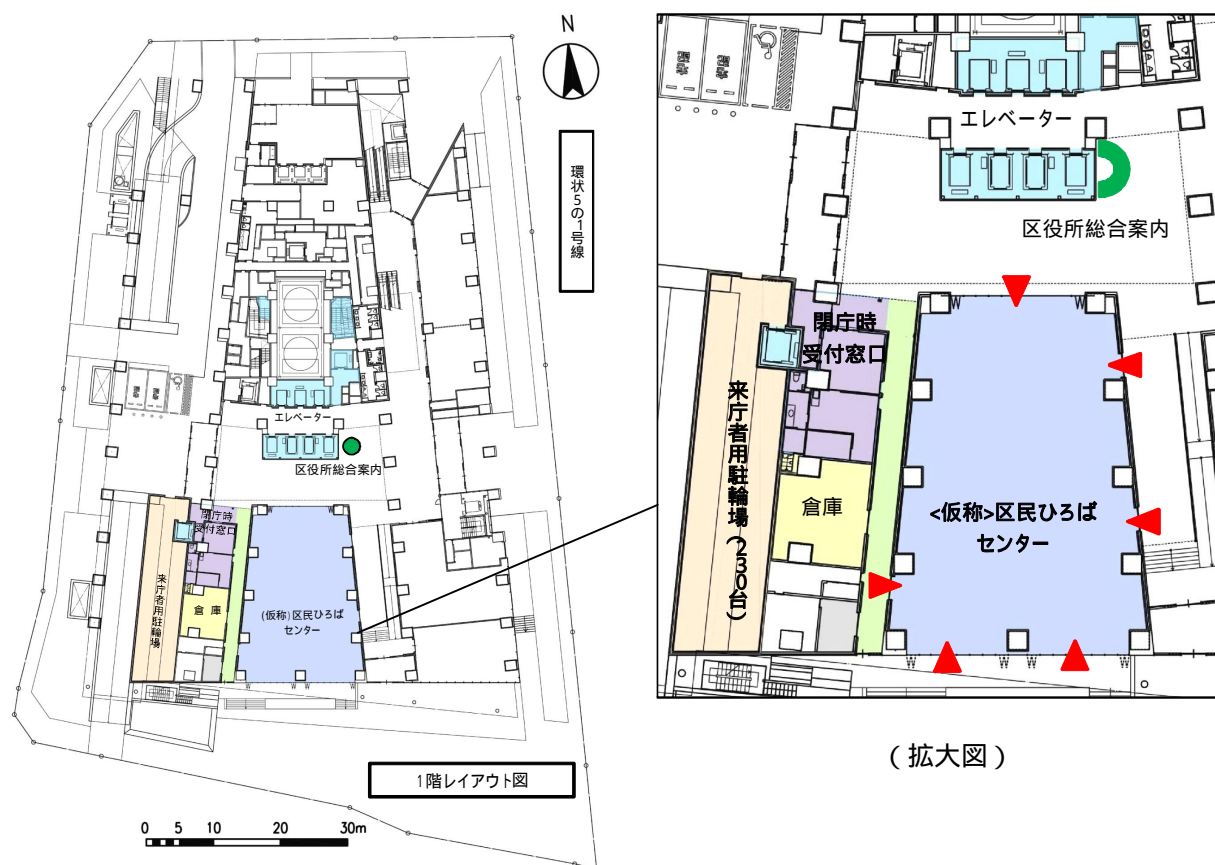 N
環状5の1号線
エレベーター
区役所総合案内
閉庁時
受付窓口
来庁者用駐輪場
倉庫
(仮称)区民ひろば
センター
1階レイアウト図
0 5 10 20 30m
エレベーター
区役所総合案内
閉庁時
受付窓口
来庁者用駐輪場(230台)
倉庫
<仮称>区民ひろば
センター
(拡大図)